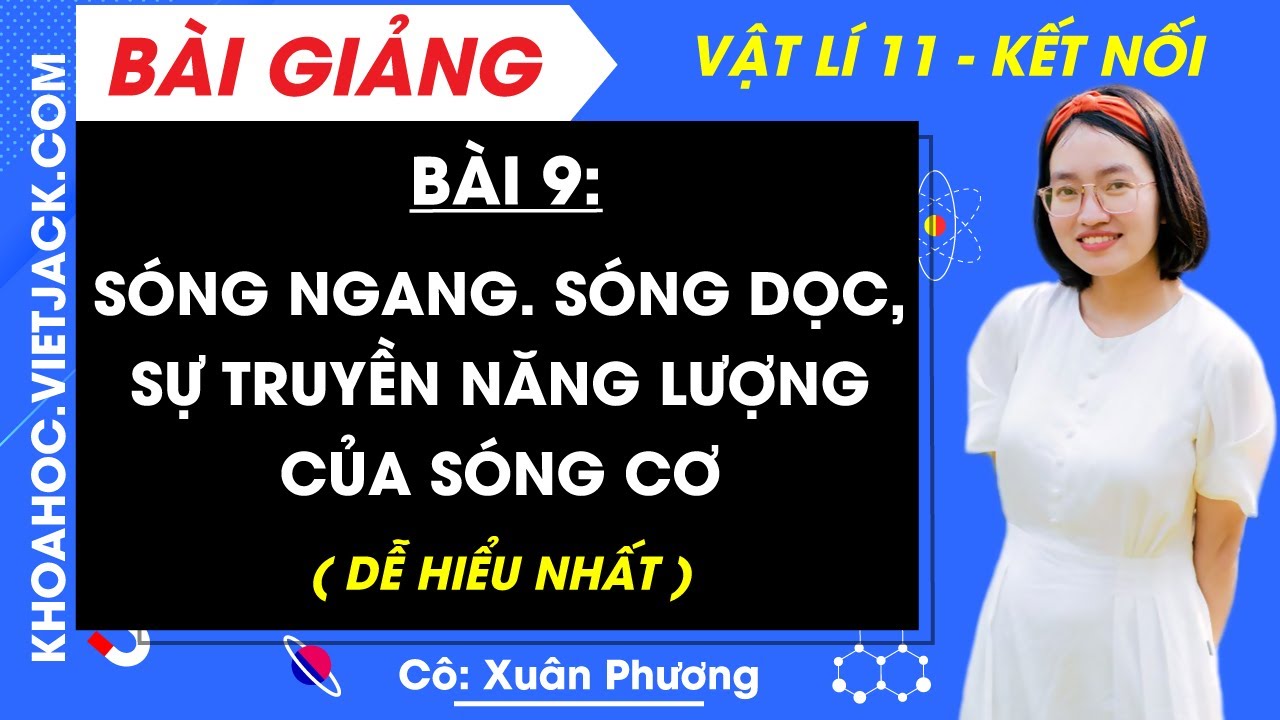 BÀI GIẢNG
VẬT LÍ 11 - KẾT NỐI
KHOAHOC.VIETJACK.COM
BÀI 9:
SÓNG NGANG. SÓNG DỌC,
SỰ TRUYỀN NĂNG LƯỢNG
CỦA SÓNG CƠ
( DỄ HIỂU NHẤT )
Cô: Xuân Phương